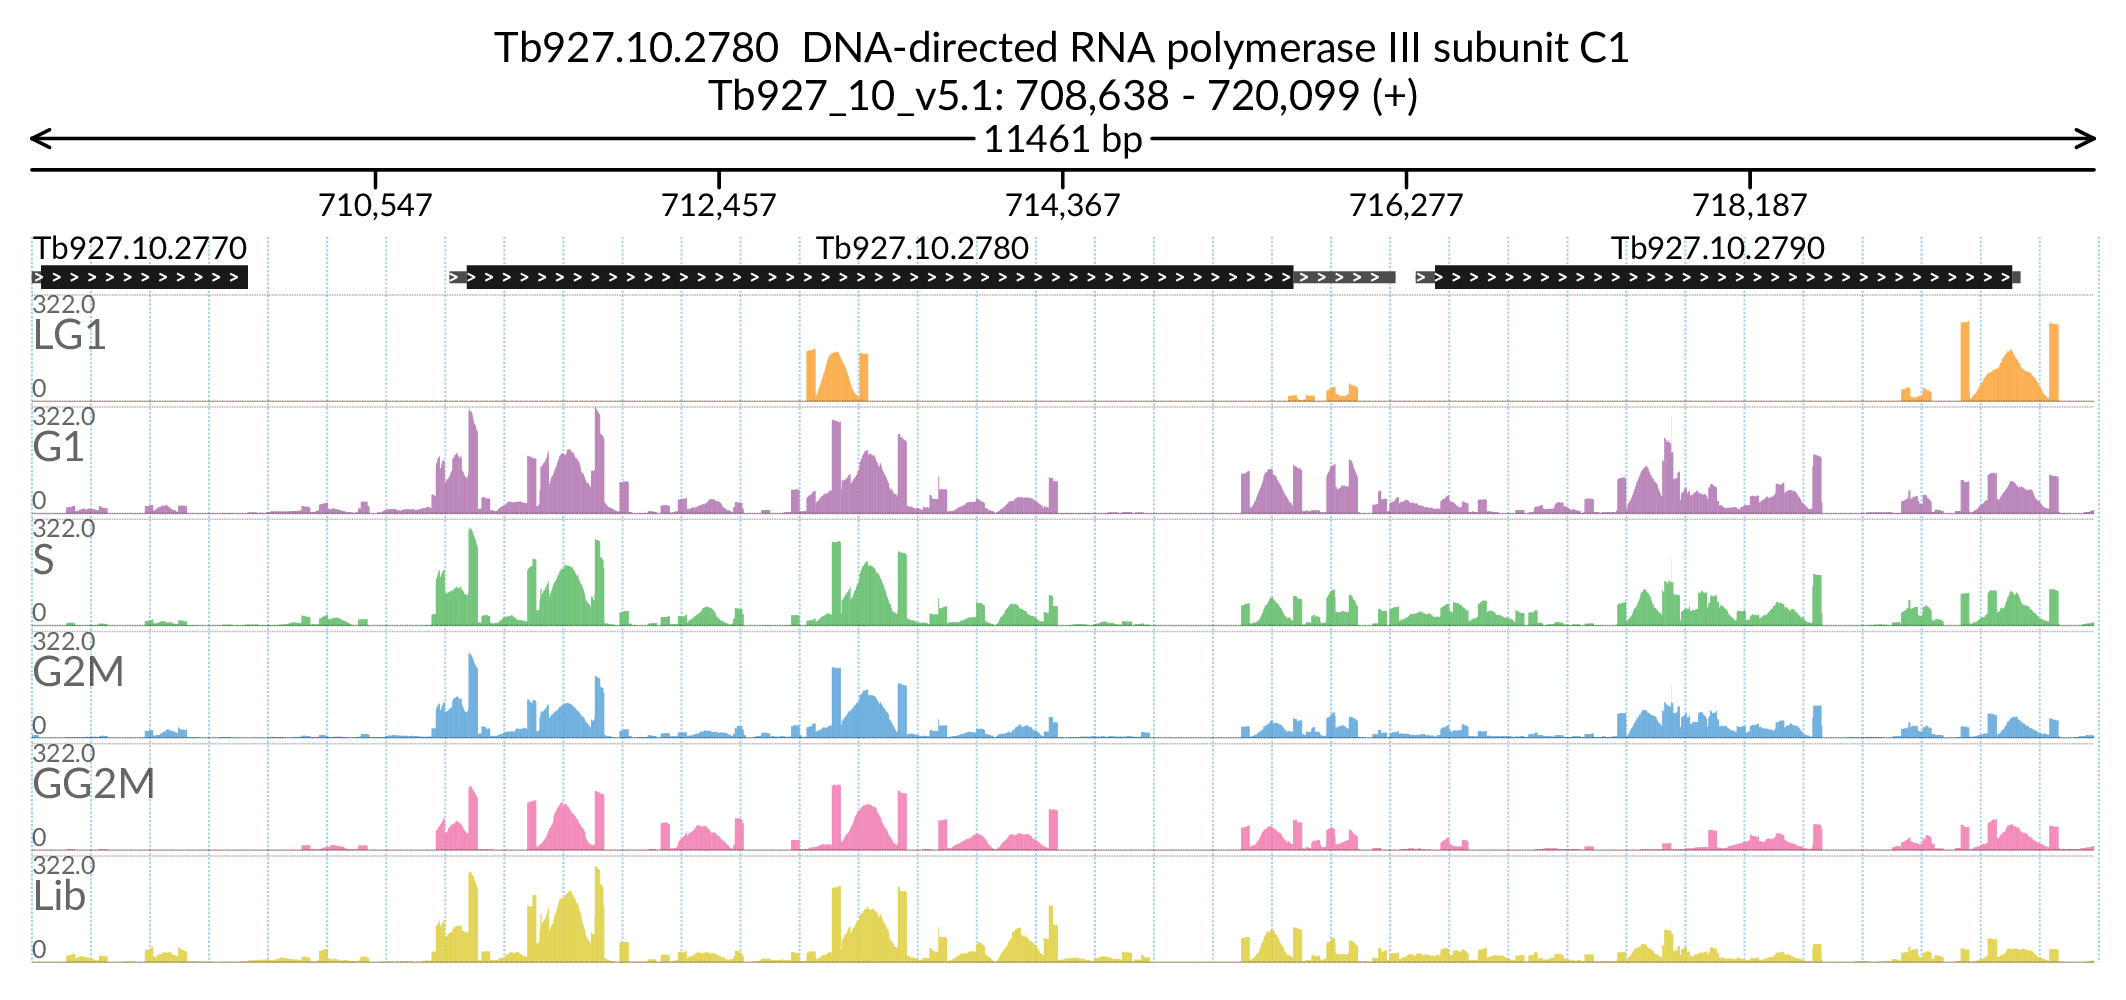 Tb927.10.2780 DNA-directed RNA polymerase III subunit C1
Tb927_10_v5.1: 708,638 - 720,099 (+)
11461 bp
710,547 712,457 714,367 716,277 718,187
Tb927.10.2770 Tb927.10.2780 Tb927.10.2790
322.0
LG1
0
322.0
G1
0
322.0
S
0
322.0
G2M
0
322.0
GG2M
0
322.0
Lib
0